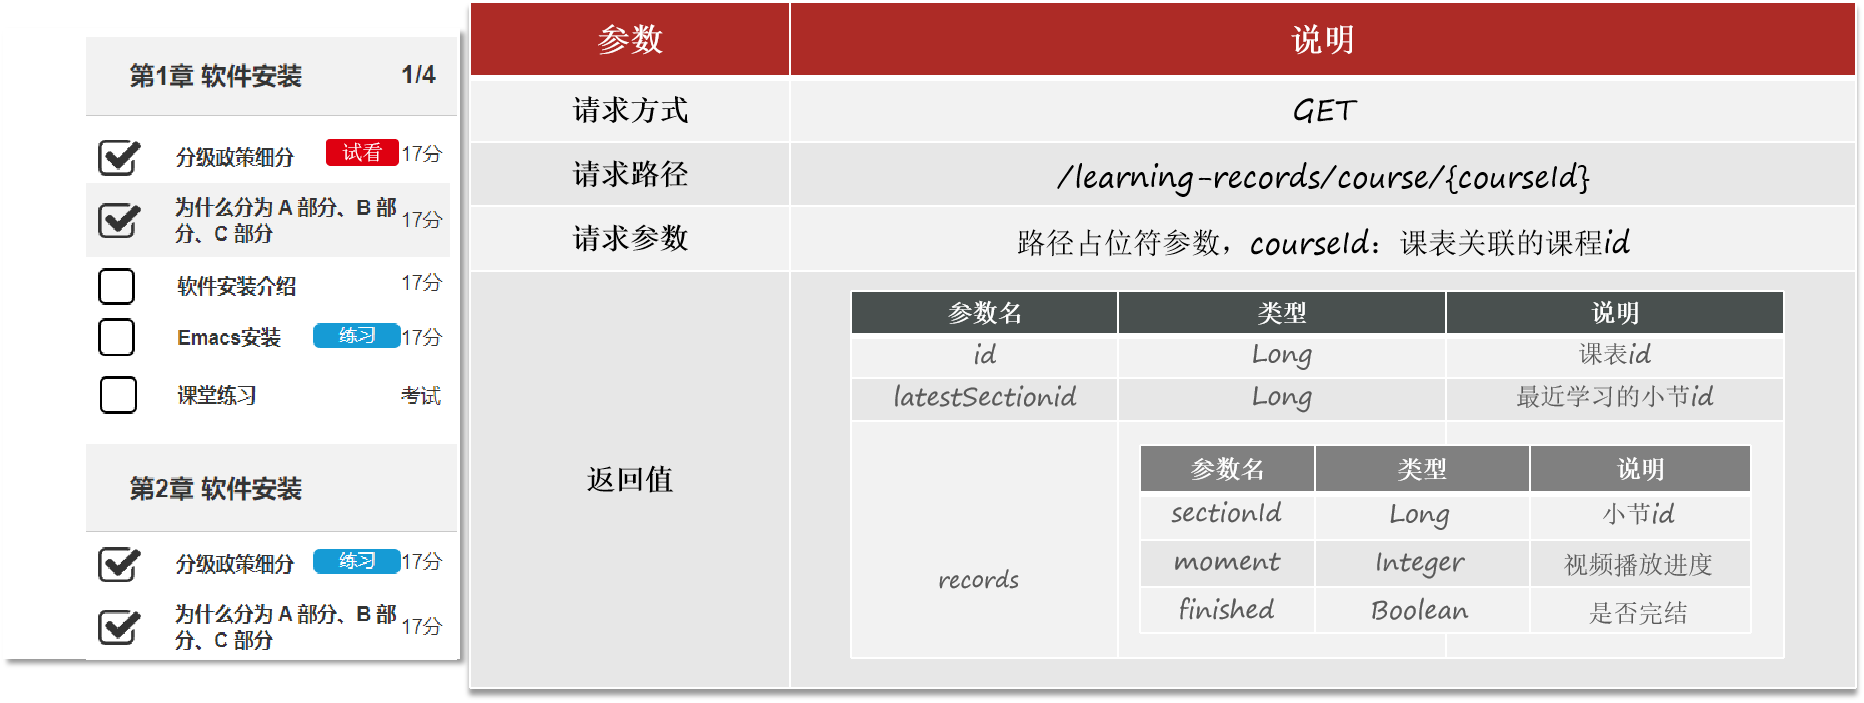 第1章 软件安装 1/4
分级政策细分 试看 17分
为什么分为 A 部分、B 部
分、C 部分 17分
软件安装介绍 17分
Emacs安装 练习 17分
课堂练习 考试
第2章 软件安装
分级政策细分 练习 17分
为什么分为 A 部分、B 部
分、C 部分 17分
参数 说明
请求方式 GET
请求路径 /learning-records/course/{courseId}
请求参数 路径占位符参数，courseId：课表关联的课程id
返回值
参数名 类型 说明
id Long 课表id
latestSectionid Long 最近学习的小节id
records
参数名 类型 说明
sectionId Long 小节id
moment Integer 视频播放进度
finished Boolean 是否完结